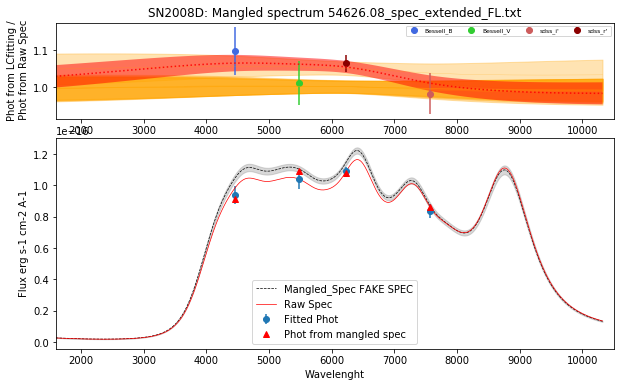 SN2008D: Mangled spectrum 54626.08_spec_extended_FL.txt
Phot from LCfitting /
Phot from Raw Spec
1.1
1.0
Bessell_B
Bessell_V
sdss_i'
sdss_r'
2000 3000 4000 5000 6000 7000 8000 9000 10000
Flux erg s-1 cm-2 A-1
1.2
1.0
0.8
0.6
0.4
0.2
0.0
Mangled_Spec FAKE SPEC
Raw Spec
Fitted Phot
Phot from mangled spec
2000 3000 4000 5000 6000 7000 8000 9000 10000
Wavelenght